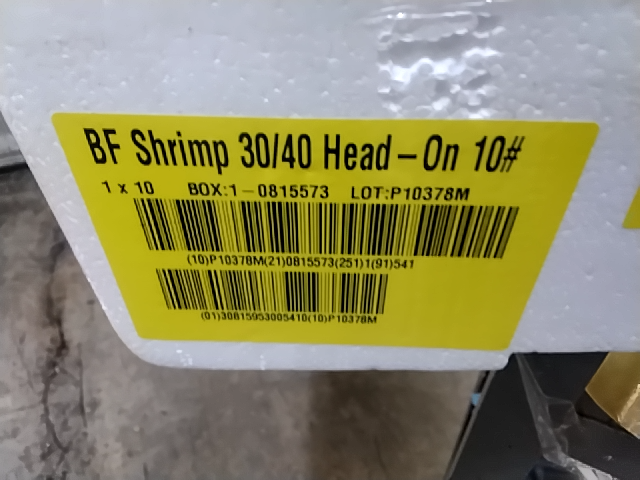 BF Shrimp 30/40 Head-On 10#
1 x 10 BOX:1-0815573 LOT:P10378M
(10)P10378M(21)0815573(251)1(91)541
(01)30815953005410(10)P10378M